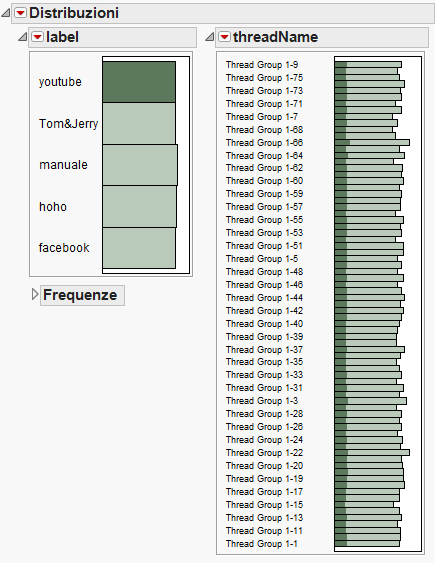 Distribuzioni
label
youtube
Tom&Jerry
manuale
hoho
facebook
Frequenze
threadName
Thread Group 1-9
Thread Group 1-75
Thread Group 1-73
Thread Group 1-71
Thread Group 1-7
Thread Group 1-68
Thread Group 1-66
Thread Group 1-64
Thread Group 1-62
Thread Group 1-60
Thread Group 1-59
Thread Group 1-57
Thread Group 1-55
Thread Group 1-53
Thread Group 1-51
Thread Group 1-5
Thread Group 1-48
Thread Group 1-46
Thread Group 1-44
Thread Group 1-42
Thread Group 1-40
Thread Group 1-39
Thread Group 1-37
Thread Group 1-35
Thread Group 1-33
Thread Group 1-31
Thread Group 1-3
Thread Group 1-28
Thread Group 1-26
Thread Group 1-24
Thread Group 1-22
Thread Group 1-20
Thread Group 1-19
Thread Group 1-17
Thread Group 1-15
Thread Group 1-13
Thread Group 1-11
Thread Group 1-1